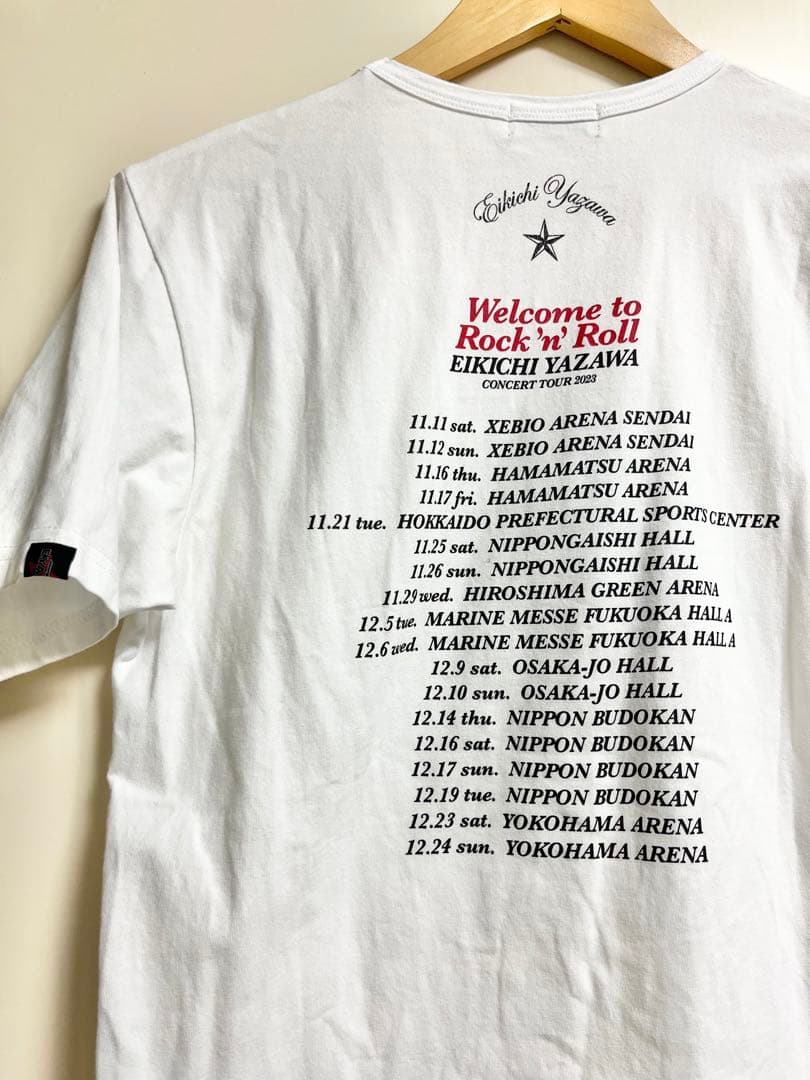 Eikichi Yazawa
Welcome to
Rock 'n' Roll
EIKICHI YAZAWA
CONCERT TOUR 2023
11.11 sat. XEBIO ARENA SENDAI
11.12 sun. XEBIO ARENA SENDAI
11.16 thu. HAMAMATSU ARENA
11.17 fri. HAMAMATSU ARENA
11.21 tue. HOKKAIDO PREFECTURAL SPORTS CENTER
11.25 sat. NIPPONGAISHI HALL
11.26 sun. NIPPONGAISHI HALL
11.29 wed. HIROSHIMA GREEN ARENA
12.5 tue. MARINE MESSE FUKUOKA HALL A
12.6 wed. MARINE MESSE FUKUOKA HALL A
12.9 sat. OSAKA-JO HALL
12.10 sun. OSAKA-JO HALL
12.14 thu. NIPPON BUDOKAN
12.16 sat. NIPPON BUDOKAN
12.17 sun. NIPPON BUDOKAN
12.19 tue. NIPPON BUDOKAN
12.23 sat. YOKOHAMA ARENA
12.24 sun. YOKOHAMA ARENA